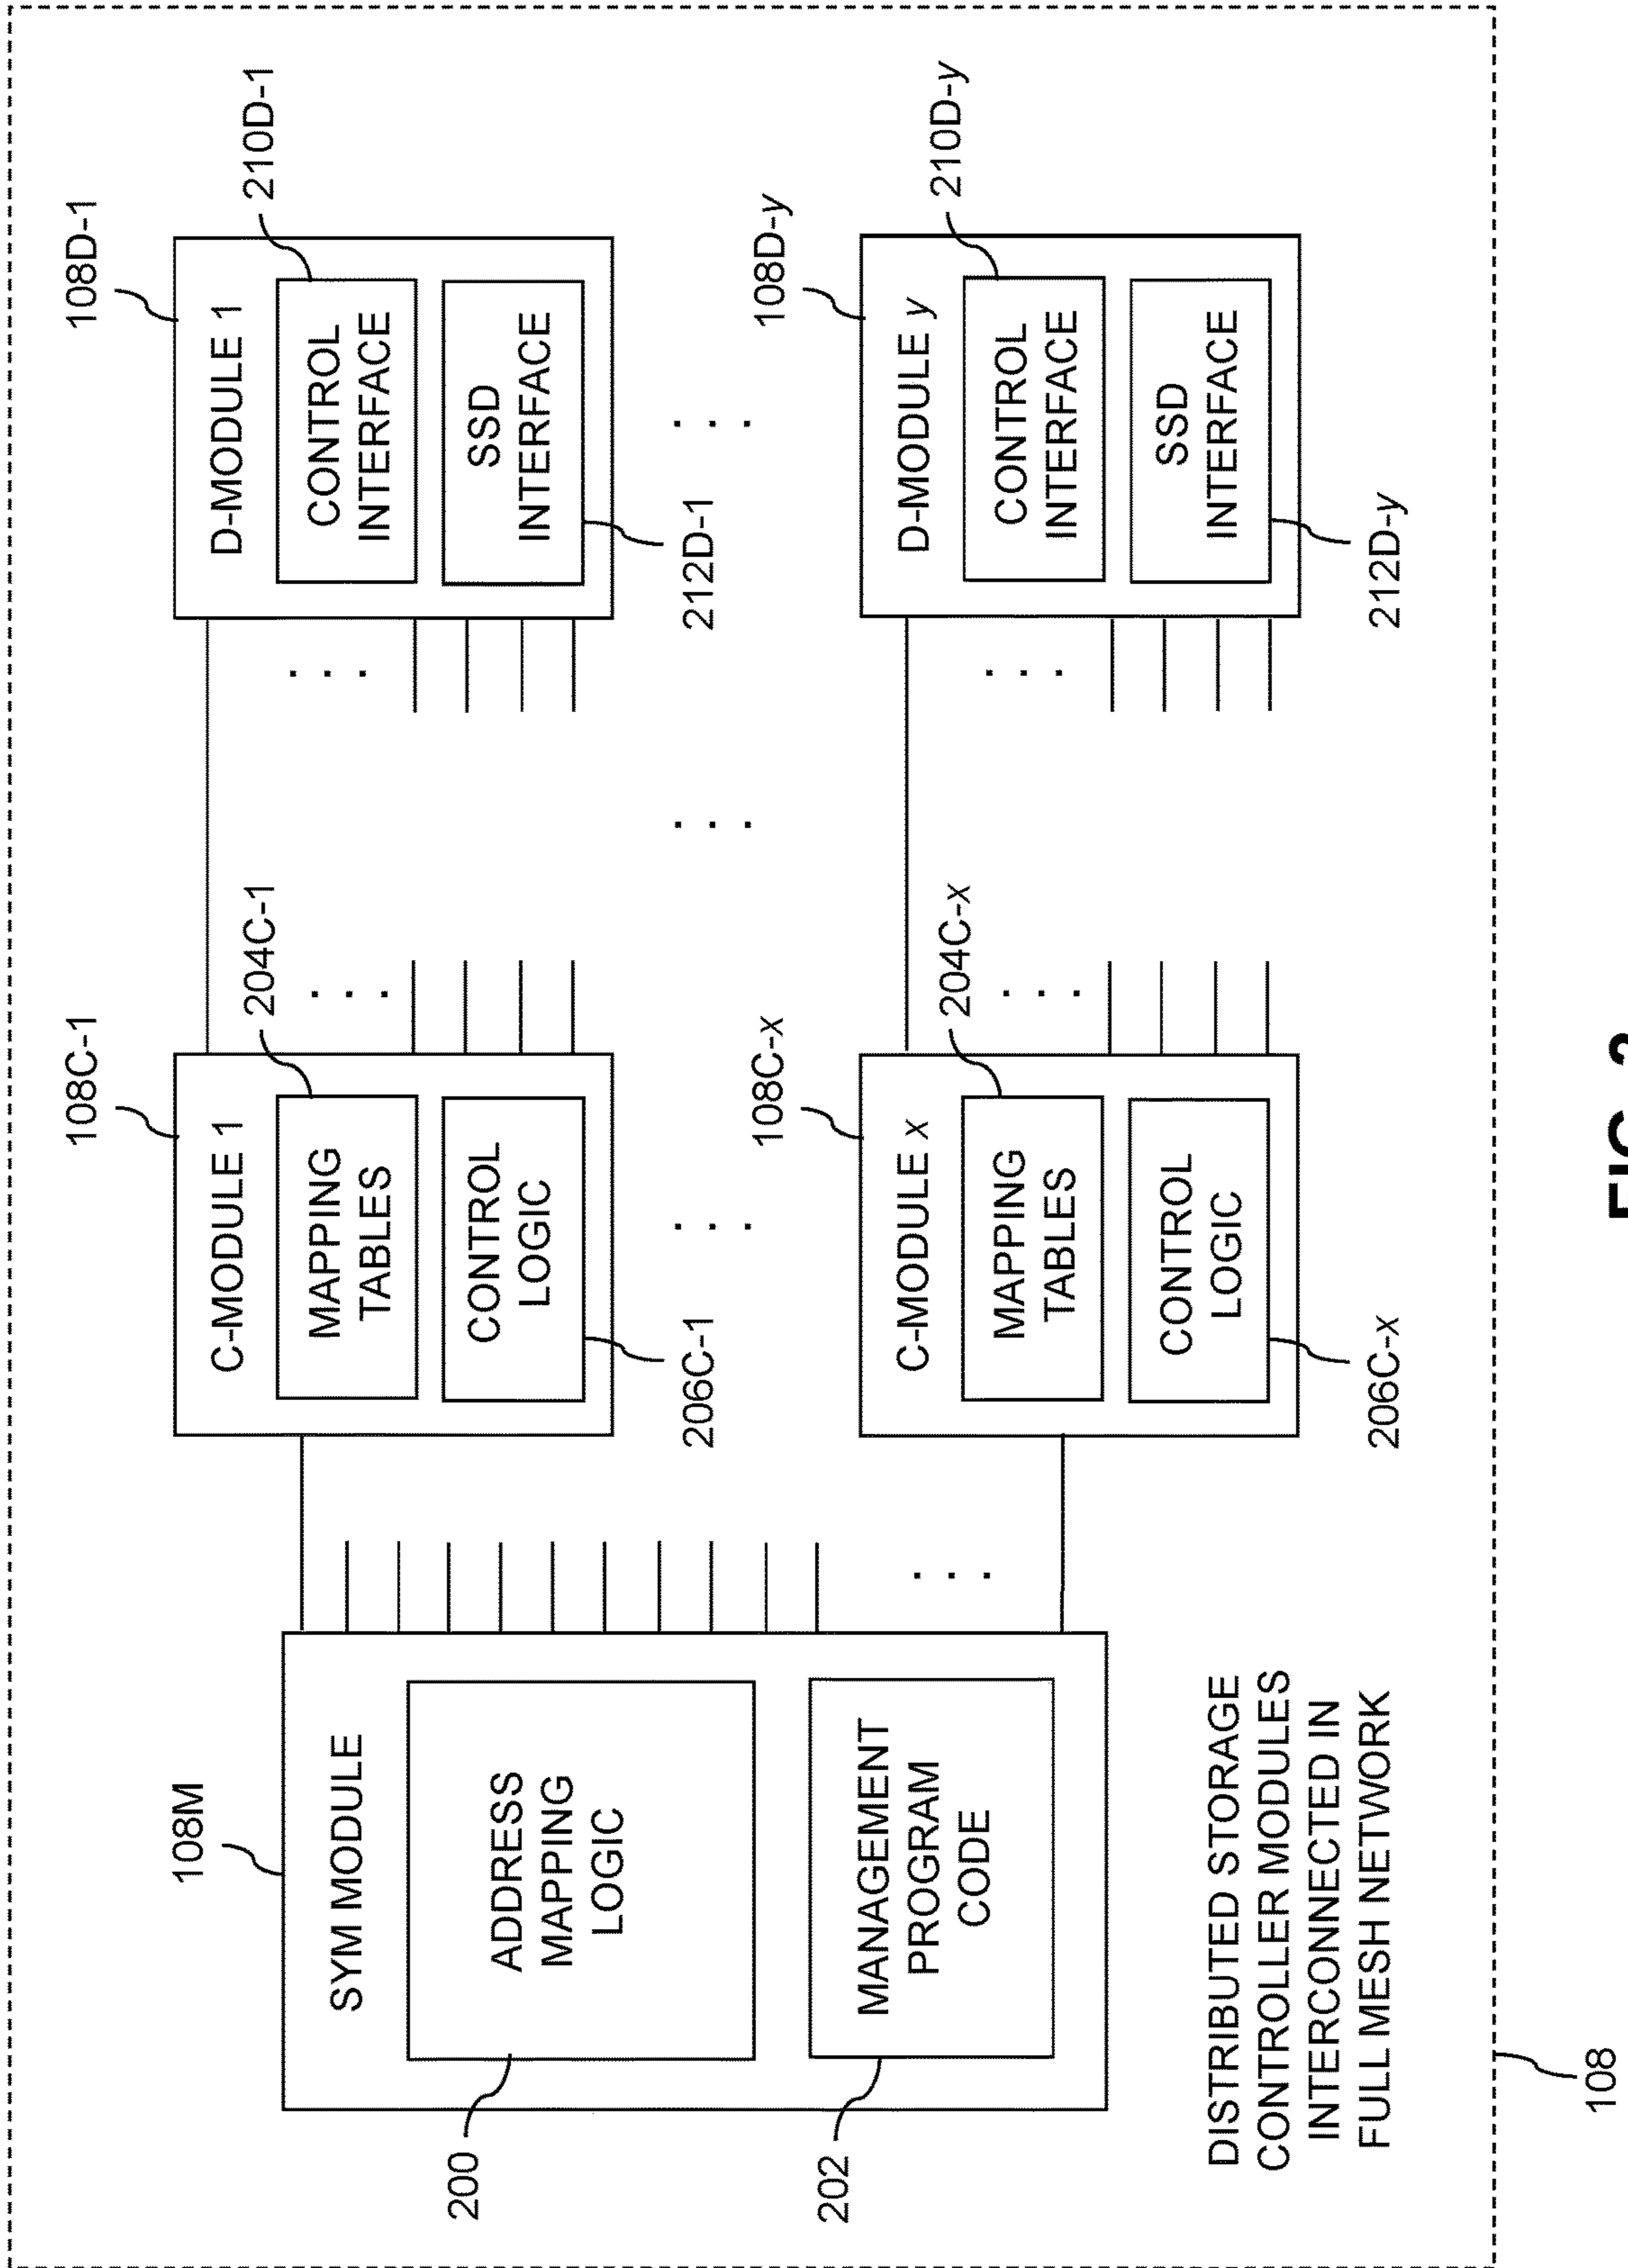 108C-1
108D-1
108M
C-MODULE 1
D-MODULE 1
204C-1
210D-1
MAPPING
TABLES
CONTROL
INTERFACE
SYM MODULE
CONTROL
LOGIC
SSD
INTERFACE
200
ADDRESS
MAPPING
LOGIC
206C-1
212D-1
. . .
. . .
. . .
. . .
. . .
108C-x
108D-y
202
MANAGEMENT
PROGRAM
CODE
C-MODULE x
D-MODULE y
204C-x
210D-y
. . .
MAPPING
TABLES
CONTROL
INTERFACE
. . .
. . .
CONTROL
LOGIC
SSD
INTERFACE
206C-x
212D-y
DISTRIBUTED STORAGE
CONTROLLER MODULES
INTERCONNECTED IN
FULL MESH NETWORK
108
FIG.